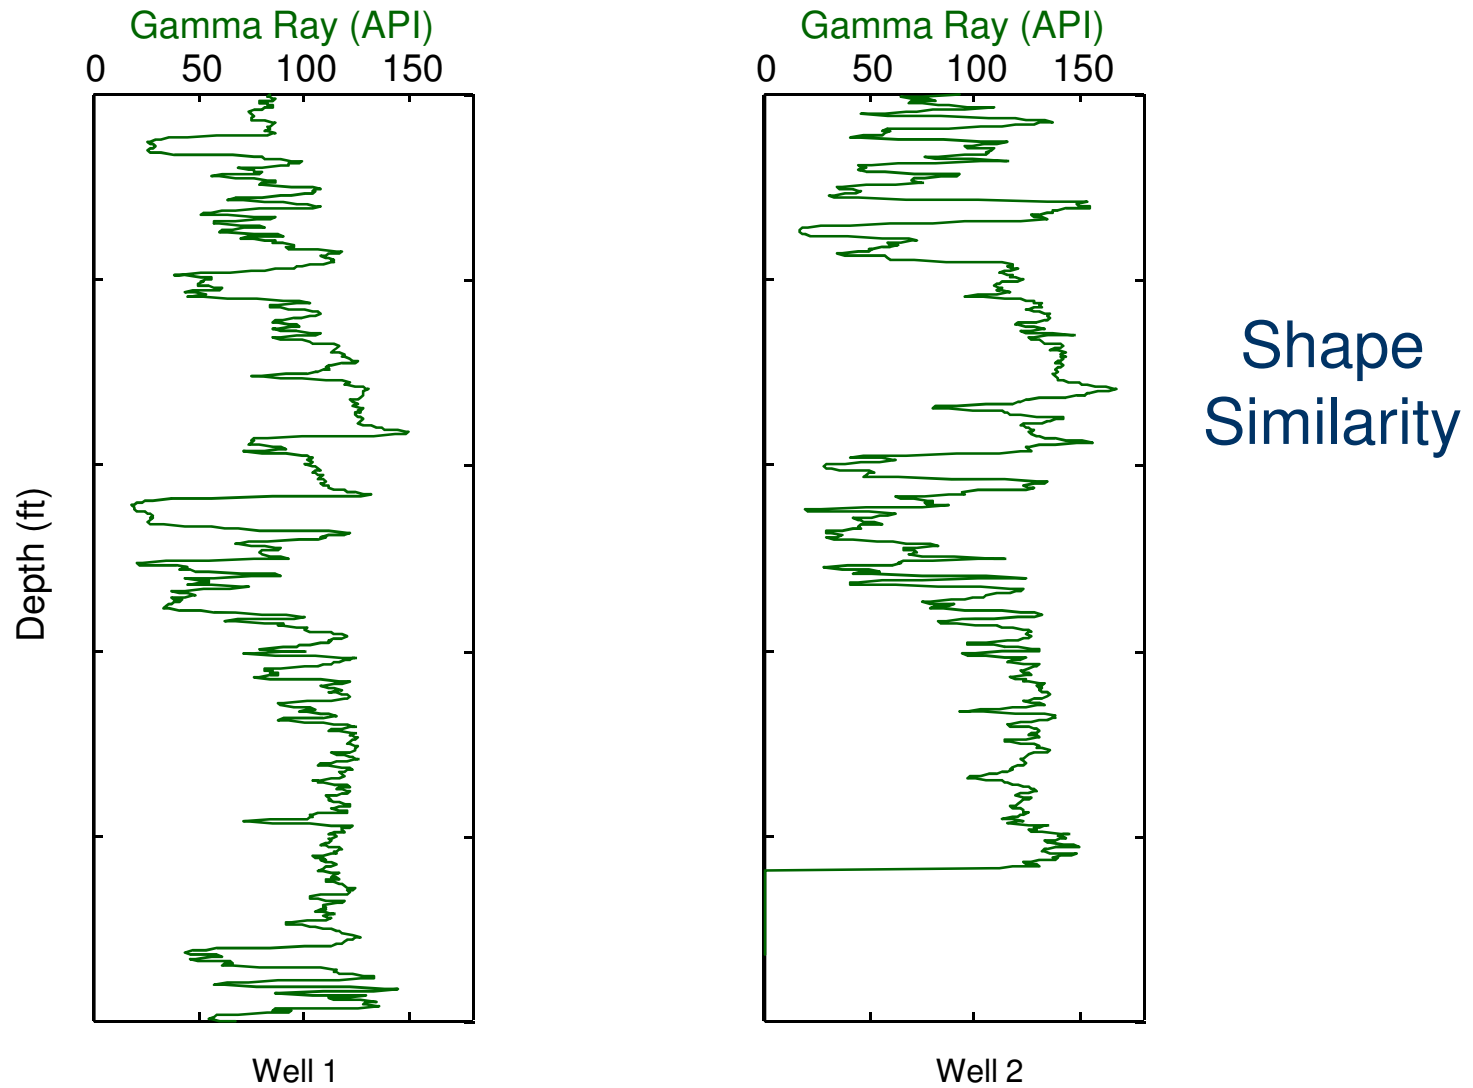 Gamma Ray (API)
0 50 100 150
Gamma Ray (API)
0 50 100 150
Shape
Similarity
Depth (ft)
Well 1
Well 2